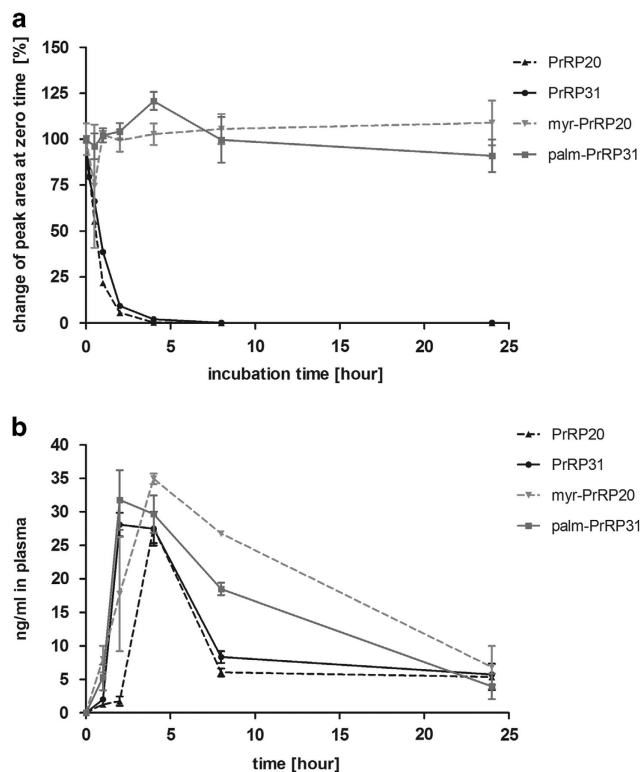 a
change of peak area at zero time [%]
150
125
100
75
50
25
0
0 5 10 15 20 25
incubation time [hour]
PrRP20
PrRP31
myr-PrRP20
palm-PrRP31
b
ng/ml in plasma
40
35
30
25
20
15
10
5
0
0 5 10 15 20 25
time [hour]
PrRP20
PrRP31
myr-PrRP20
palm-PrRP31